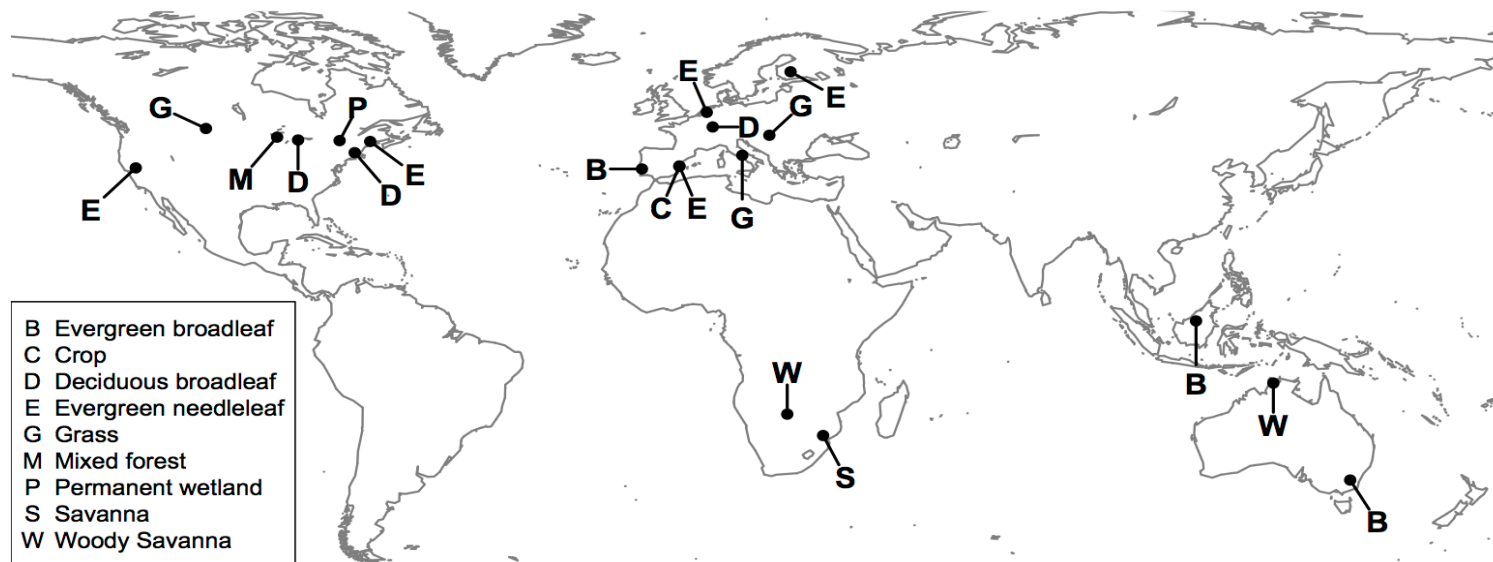 E
G
P
E
G
D
M
D
E
D
B
E
C
E
G
W
B
W
S
B
B Evergreen broadleaf
C Crop
D Deciduous broadleaf
E Evergreen needleleaf
G Grass
M Mixed forest
P Permanent wetland
S Savanna
W Woody Savanna